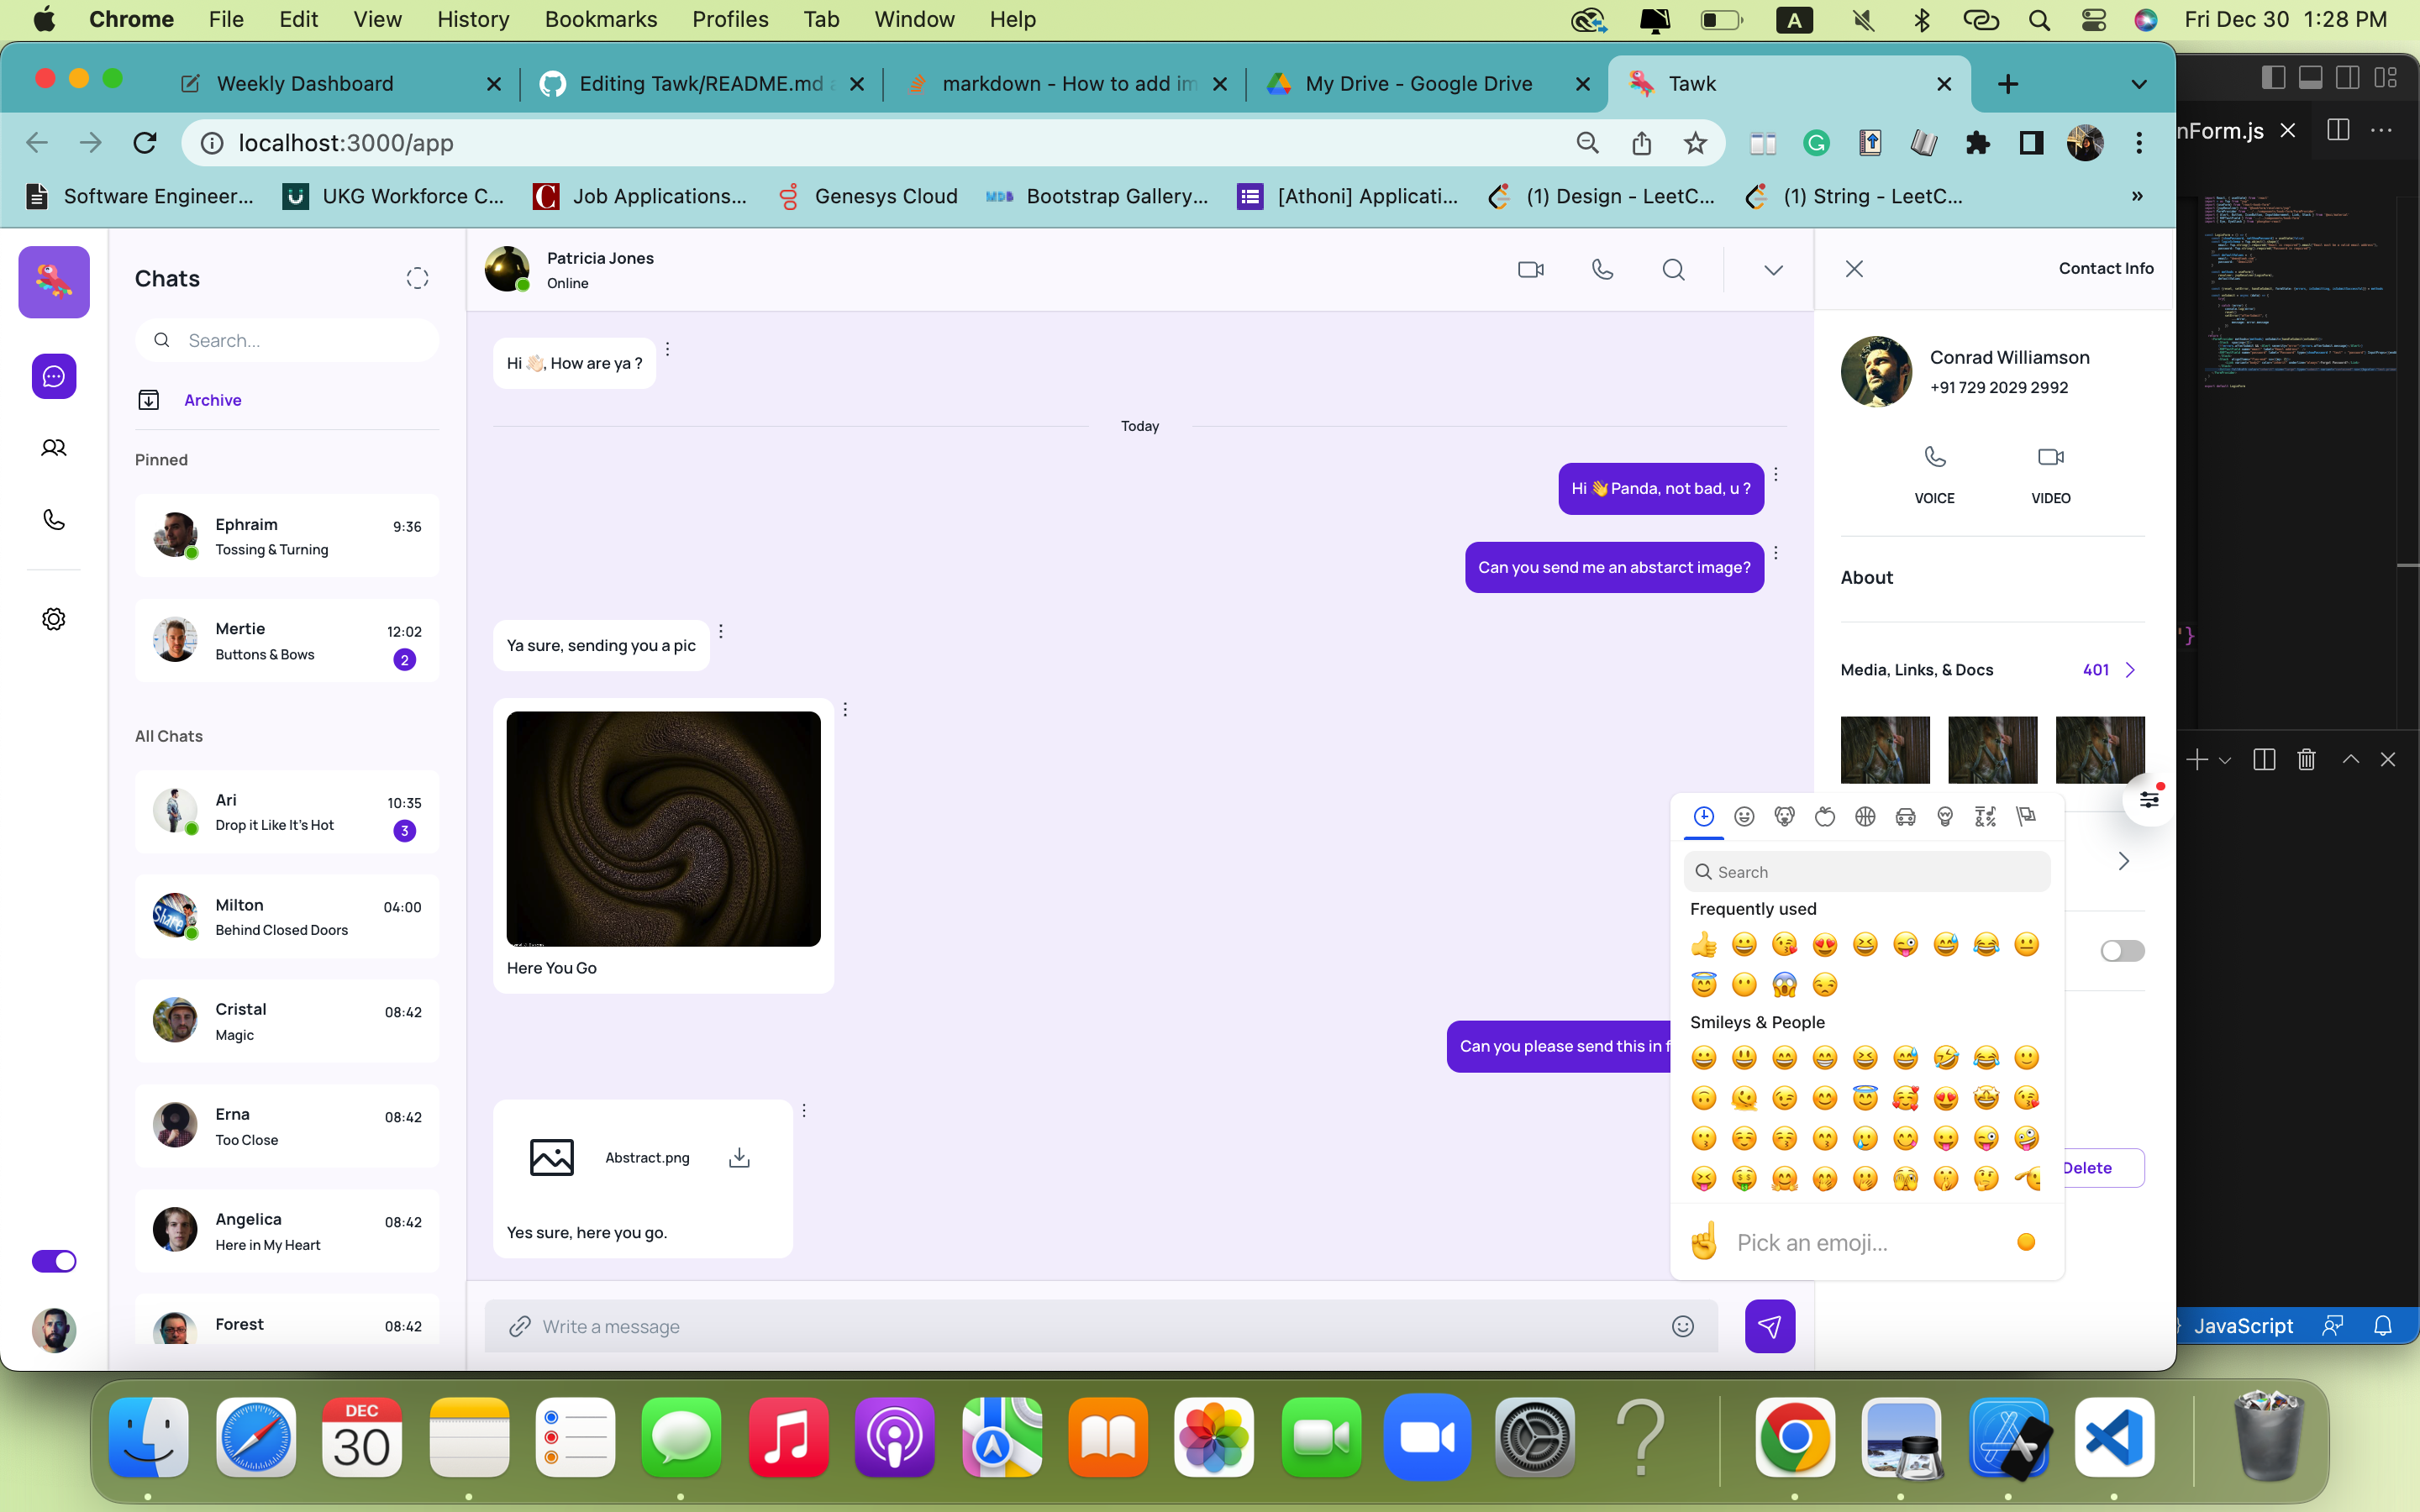 Chrome File Edit View History Bookmarks Profiles Tab Window Help
A
Fri Dec 30 1:28 PM
Weekly Dashboard
Editing Tawk/README.md
markdown - How to add im
My Drive - Google Drive
Tawk
localhost:3000/app
Software Engineer...
UKG Workforce C...
Job Applications...
Genesys Cloud
MDB Bootstrap Gallery...
[Athoni] Applicati...
(1) Design - LeetC...
(1) String - LeetC...
»
nForm.js
Chats
Search...
Archive
Pinned
Ephraim 9:36
Tossing & Turning
Mertie 12:02
Buttons & Bows 2
All Chats
Ari 10:35
Drop it Like It's Hot 3
Milton 04:00
Behind Closed Doors
Cristal 08:42
Magic
Erna 08:42
Too Close
Angelica 08:42
Here in My Heart
Forest 08:42
Patricia Jones
Online
Hi 👋🏻, How are ya ?
Today
Hi 👋 Panda, not bad, u ?
Can you send me an abstarct image?
Ya sure, sending you a pic
Here You Go
Can you please send this in f
Abstract.png
Yes sure, here you go.
Write a message
Contact Info
Conrad Williamson
+91 729 2029 2992
VOICE VIDEO
About
Media, Links, & Docs 401
Search
Frequently used
Smileys & People
Pick an emoji...
Delete
'}
JavaScript
DEC
30